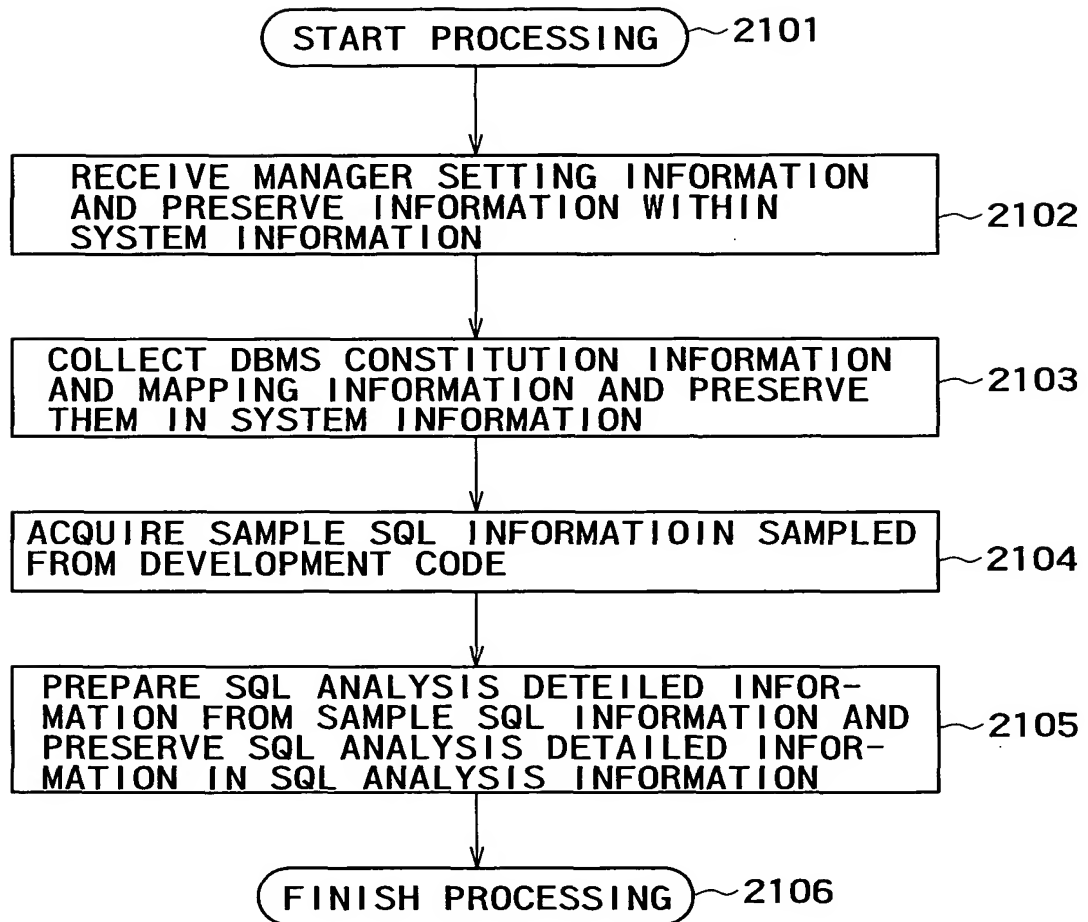 START PROCESSING
2101
RECEIVE MANAGER SETTING INFORMATION
AND PRESERVE INFORMATION WITHIN
SYSTEM INFORMATION
2102
COLLECT DBMS CONSTITUTION INFORMATION
AND MAPPING INFORMATION AND PRESERVE
THEM IN SYSTEM INFORMATION
2103
ACQUIRE SAMPLE SQL INFORMATIOIN SAMPLED
FROM DEVELOPMENT CODE
2104
PREPARE SQL ANALYSIS DETEILED INFOR-
MATION FROM SAMPLE SQL INFORMATION AND
PRESERVE SQL ANALYSIS DETAILED INFOR-
MATION IN SQL ANALYSIS INFORMATION
2105
FINISH PROCESSING
2106